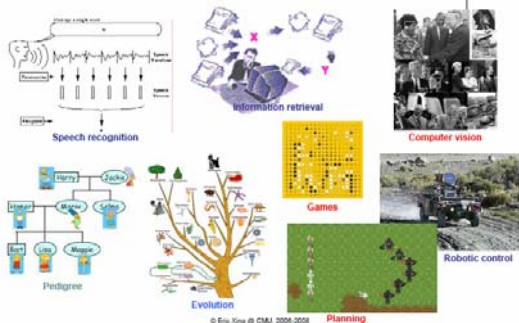 Speech recognition
X
Y
Information retrieval
Computer vision
Games
Robotic control
Harry
Jackie
Homer
Marge
Selma
Bart
Lisa
Maggie
Pedigree
Evolution
Planning
© Eric Xing @ CMU, 2006-2008